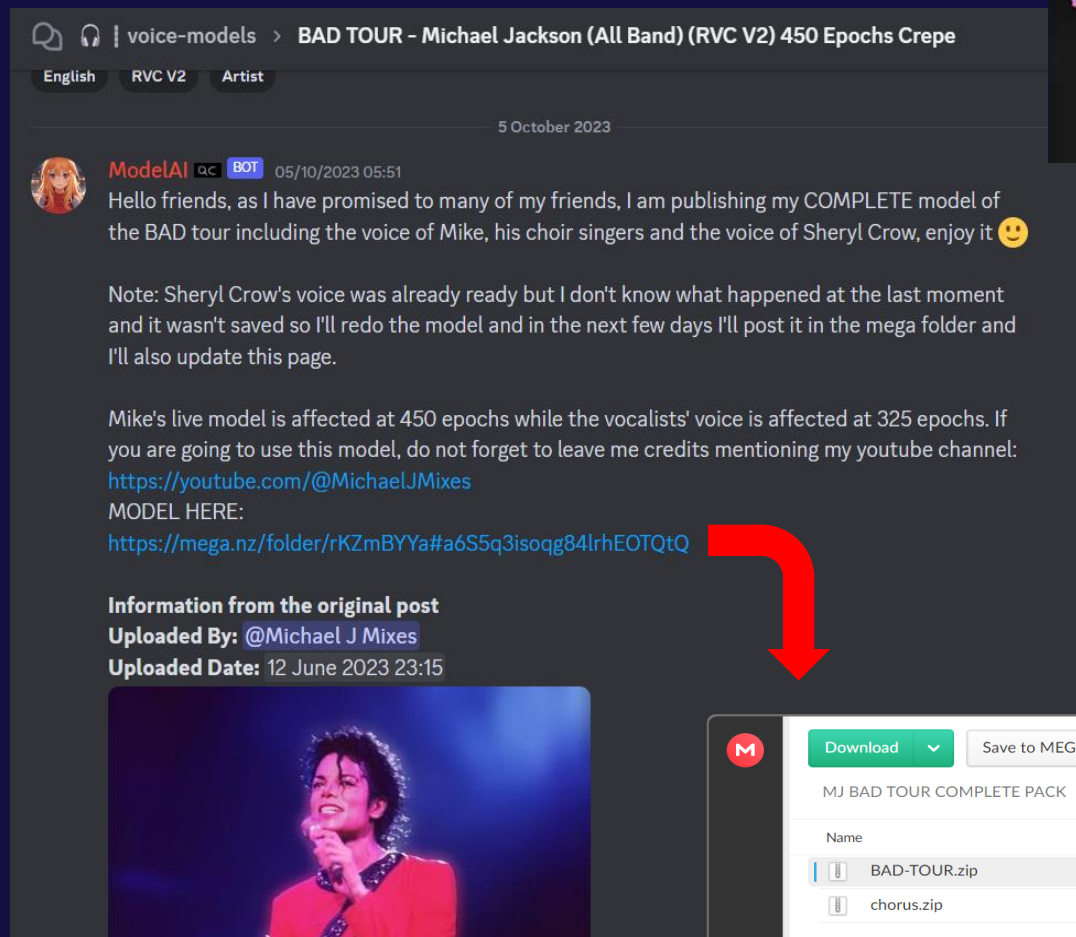 voice-models > BAD TOUR - Michael Jackson (All Band) (RVC V2) 450 Epochs Crepe
English RVC V2 Artist
5 October 2023
ModelAI QC BOT 05/10/2023 05:51
Hello friends, as I have promised to many of my friends, I am publishing my COMPLETE model of
the BAD tour including the voice of Mike, his choir singers and the voice of Sheryl Crow, enjoy it
Note: Sheryl Crow's voice was already ready but I don't know what happened at the last moment
and it wasn't saved so I'll redo the model and in the next few days I'll post it in the mega folder and
I'll also update this page.
Mike's live model is affected at 450 epochs while the vocalists' voice is affected at 325 epochs. If
you are going to use this model, do not forget to leave me credits mentioning my youtube channel:
https://youtube.com/@MichaelJMixes
MODEL HERE:
https://mega.nz/folder/rKZmBYYa#a6S5q3isoqg84lrhEOTQtQ
Information from the original post
Uploaded By: @Michael J Mixes
Uploaded Date: 12 June 2023 23:15
M
Download Save to MEG
MJ BAD TOUR COMPLETE PACK
Name
BAD-TOUR.zip
chorus.zip